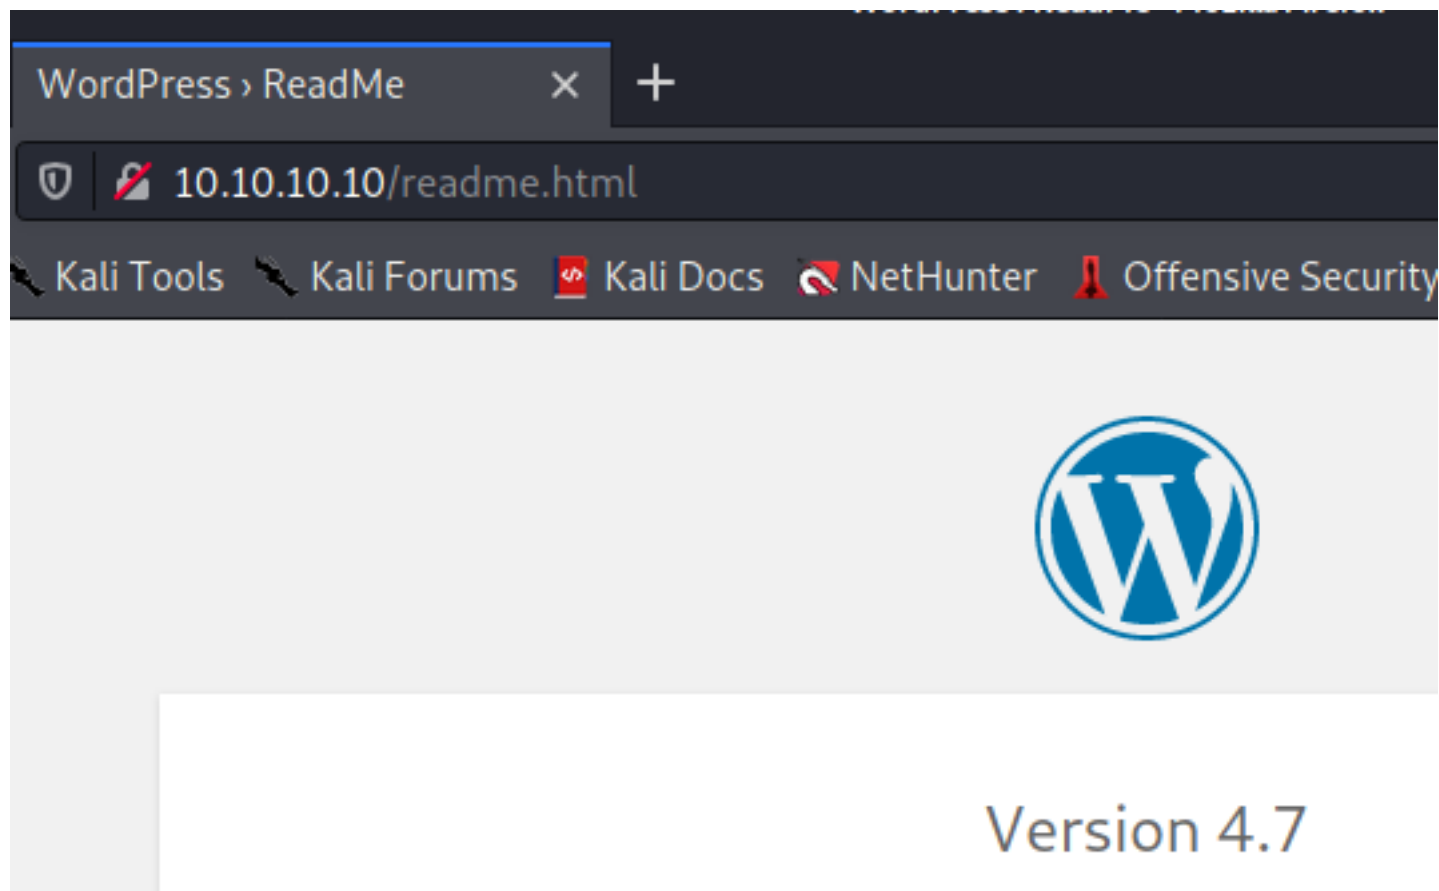 WordPress › ReadMe
10.10.10.10/readme.html
Kali Tools Kali Forums Kali Docs NetHunter Offensive Security
Version 4.7